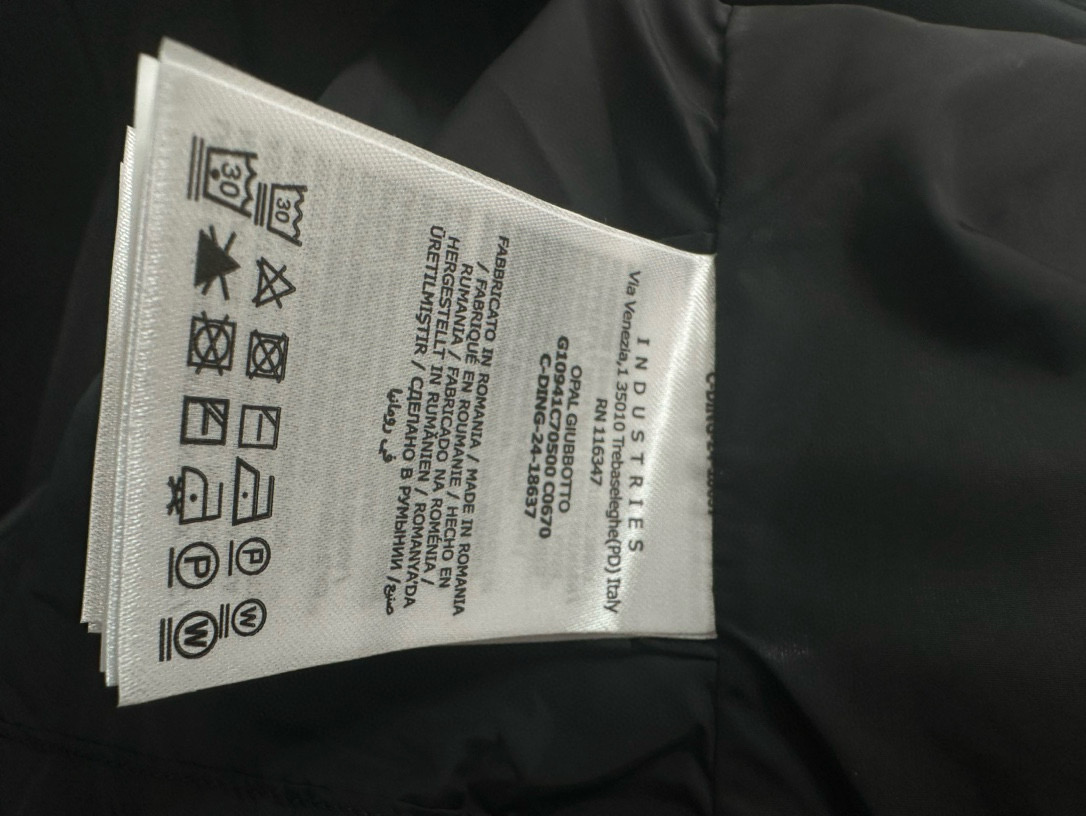 INDUSTRIES
Via Venezia,1 35010 Trebaseleghe(PD) Italy
RN 116347
OPAL GIUBBOTTO
G10941C70500 C0670
C-DING-24-18637
FABBRICATO IN ROMANIA / MADE IN ROMANIA
/ FABRIQUÉ EN ROUMANIE / HECHO EN
RUMANIA / FABRICADO NA ROMÉNIA /
HERGESTELLT IN RUMÄNIEN / ROMANYA'DA
ÜRETILMIŞTIR / СДЕЛАНО В РУМЫНИИ / صنع
في رومانيا
30 P W
30 P W